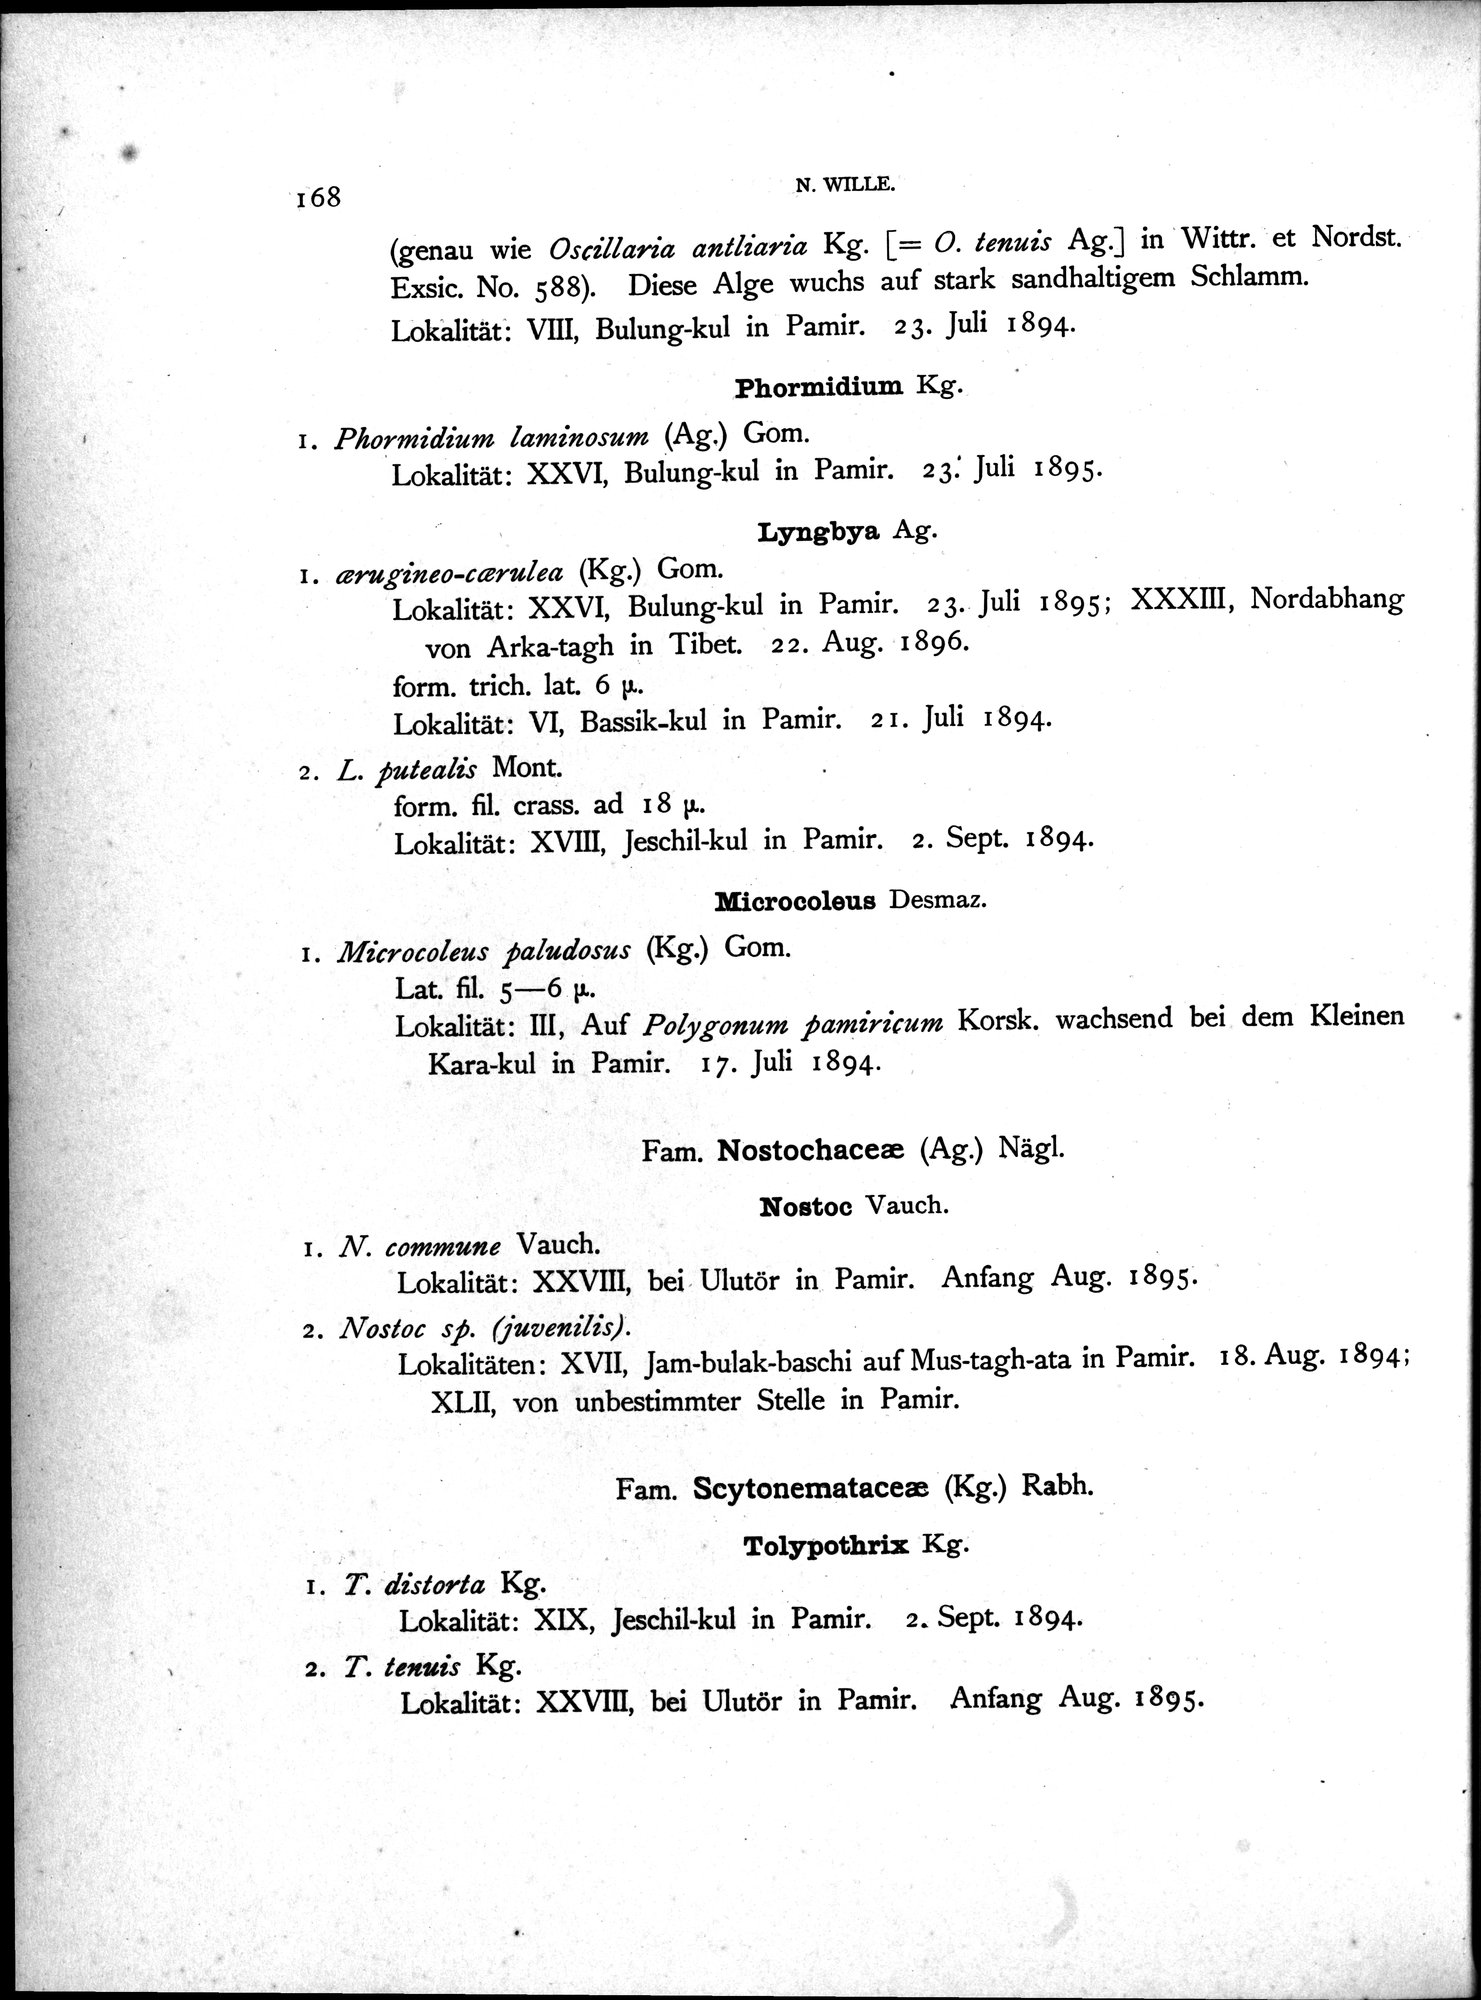 168
N. WILLE.
(genau wie Oscillaria antliaria Kg. [= O. tenuis Ag.] in Wittr. et Nordst.
Exsic. No. 588). Diese Alge wuchs auf stark sandhaltigem Schlamm.
Lokalität: VIII, Bulung-kul in Pamir. 23. Juli 1894.
Phormidium Kg.
1. Phormidium laminosum (Ag.) Gom.
Lokalität: XXVI, Bulung-kul in Pamir. 23. Juli 1895.
Lyngbya Ag.
1. ærugineo-cærulea (Kg.) Gom.
Lokalität: XXVI, Bulung-kul in Pamir. 23. Juli 1895; XXXIII, Nordabhang
von Arka-tagh in Tibet. 22. Aug. 1896.
form. trich. lat. 6 µ.
Lokalität: VI, Bassik-kul in Pamir. 21. Juli 1894.
2. L. putealis Mont.
form. fil. crass. ad 18 µ.
Lokalität: XVIII, Jeschil-kul in Pamir. 2. Sept. 1894.
Microcoleus Desmaz.
1. Microcoleus paludosus (Kg.) Gom.
Lat. fil. 5—6 µ.
Lokalität: III, Auf Polygonum pamiricum Korsk. wachsend bei dem Kleinen
Kara-kul in Pamir. 17. Juli 1894.
Fam. Nostochaceæ (Ag.) Nägl.
Nostoc Vauch.
1. N. commune Vauch.
Lokalität: XXVIII, bei Ulutör in Pamir. Anfang Aug. 1895.
2. Nostoc sp. (juvenilis).
Lokalitäten: XVII, Jam-bulak-baschi auf Mus-tagh-ata in Pamir. 18. Aug. 1894;
XLII, von unbestimmter Stelle in Pamir.
Fam. Scytonemataceæ (Kg.) Rabh.
Tolypothrix Kg.
1. T. distorta Kg.
Lokalität: XIX, Jeschil-kul in Pamir. 2. Sept. 1894.
2. T. tenuis Kg.
Lokalität: XXVIII, bei Ulutör in Pamir. Anfang Aug. 1895.